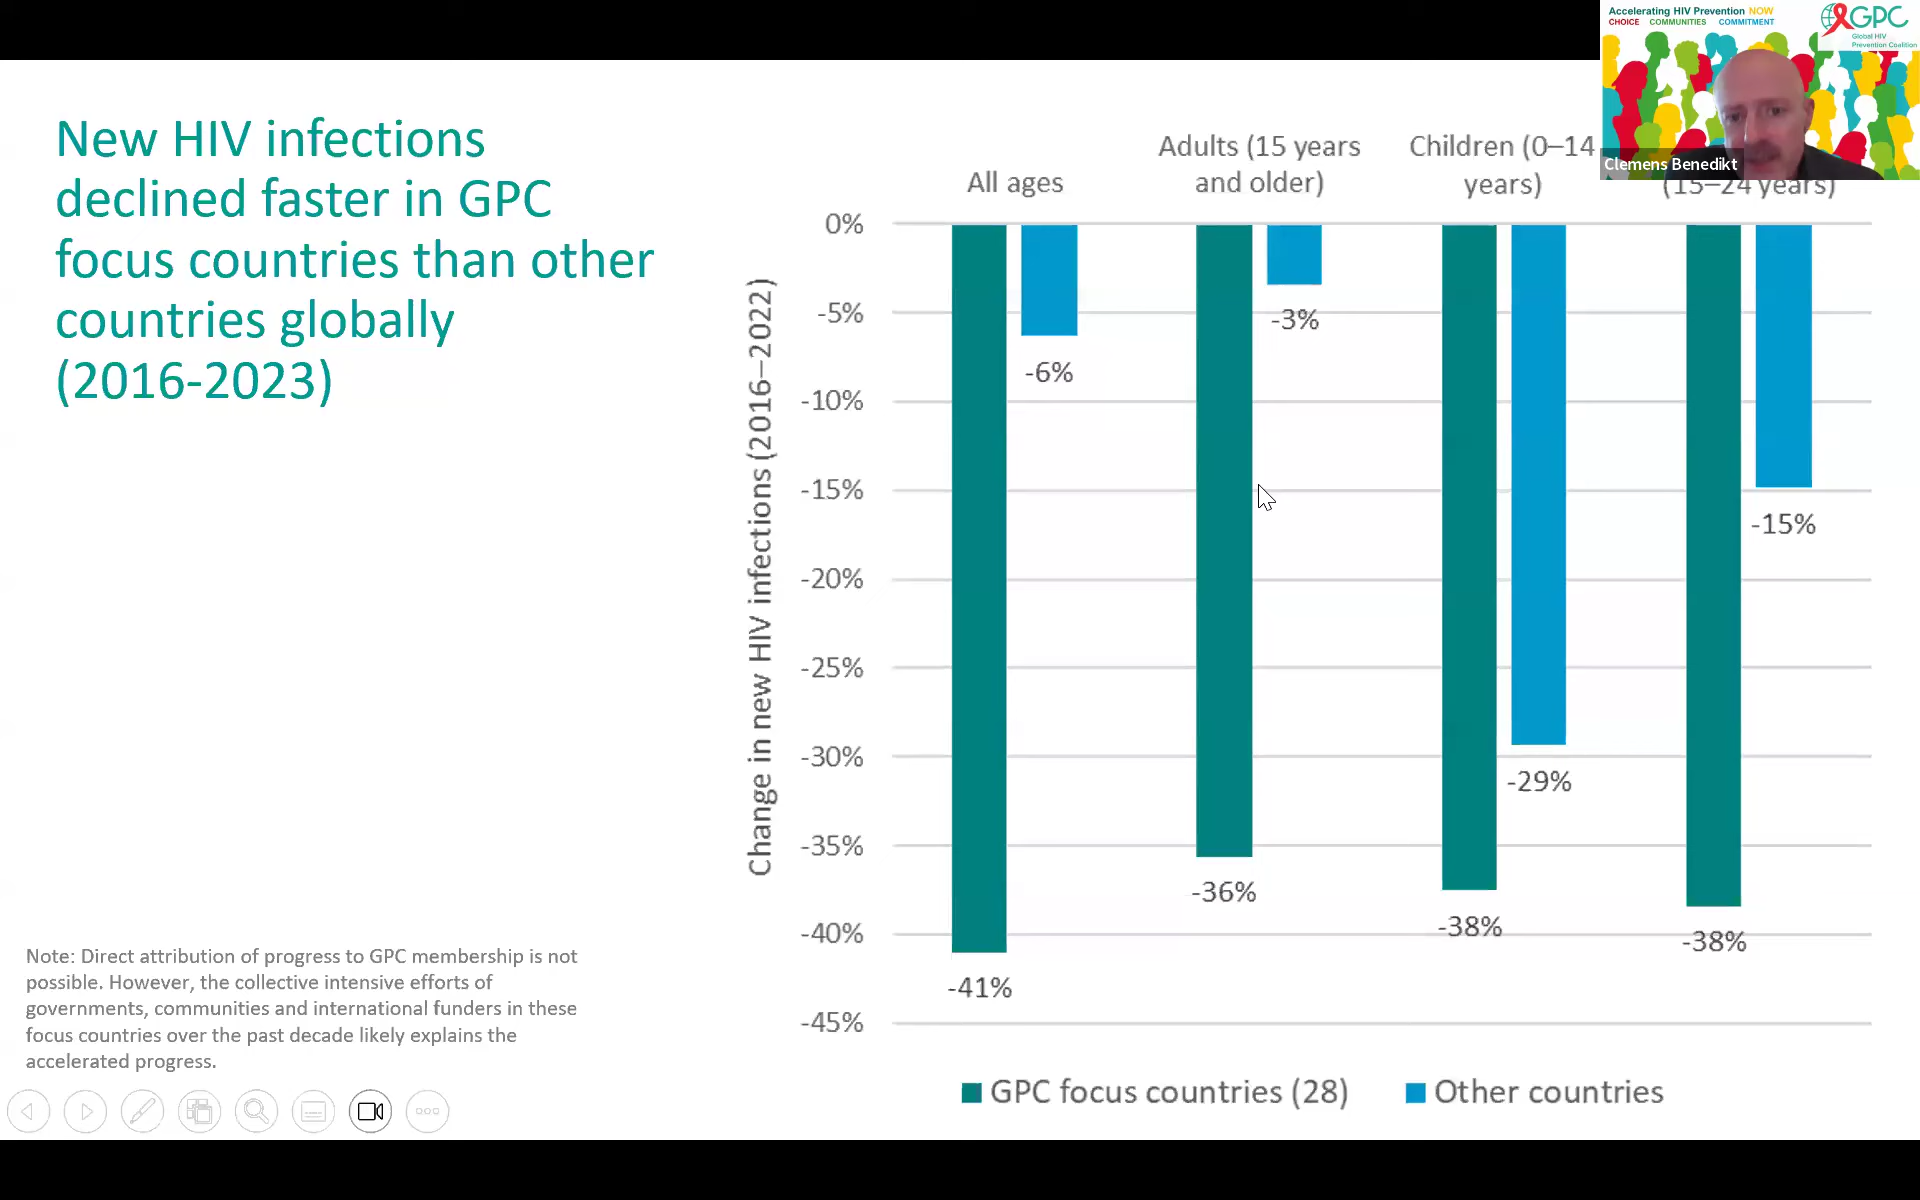 Accelerating HIV Prevention NOW
CHOICE COMMUNITIES COMMITMENT
GPC
Global HIV
Prevention Coalition
Clemens Benedikt
New HIV infections
declined faster in GPC
focus countries than other
countries globally
(2016-2023)
Note: Direct attribution of progress to GPC membership is not
possible. However, the collective intensive efforts of
governments, communities and international funders in these
focus countries over the past decade likely explains the
accelerated progress.
All ages
Adults (15 years
and older)
Children (0–14
years)
(15–24 years)
Change in new HIV infections (2016–2022)
0%
-5%
-10%
-15%
-20%
-25%
-30%
-35%
-40%
-45%
-41%
-6%
-36%
-3%
-38%
-29%
-38%
-15%
GPC focus countries (28)
Other countries